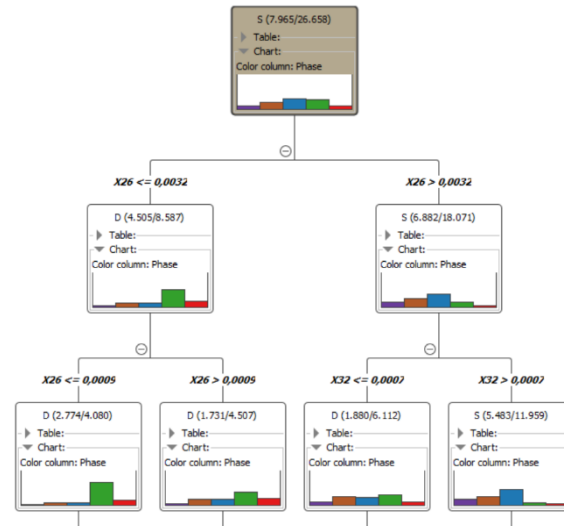 S (7.965/26.658)
Table:
Chart:
Color column: Phase
X26 <= 0,0032
X26 > 0,0032
D (4.505/8.587)
Table:
Chart:
Color column: Phase
S (6.882/18.071)
Table:
Chart:
Color column: Phase
X26 <= 0,0009
X26 > 0,0009
X32 <= 0,0007
X32 > 0,0007
D (2.774/4.080)
Table:
Chart:
Color column: Phase
D (1.731/4.507)
Table:
Chart:
Color column: Phase
D (1.880/6.112)
Table:
Chart:
Color column: Phase
S (5.483/11.959)
Table:
Chart:
Color column: Phase